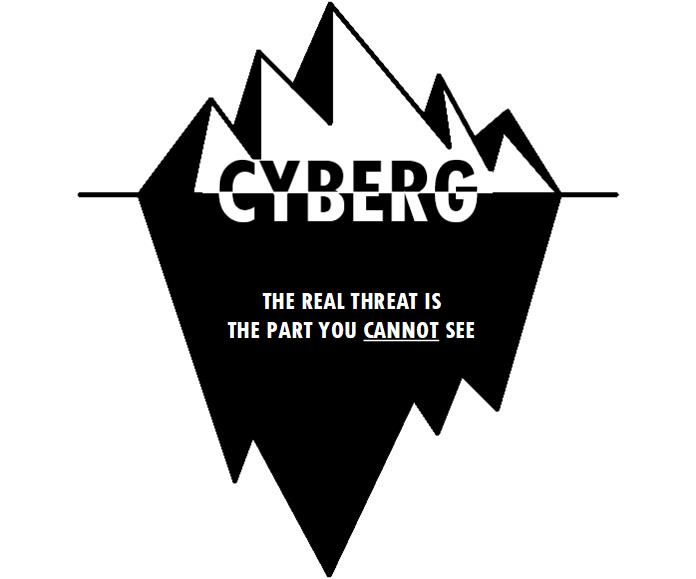 CYBERG
THE REAL THREAT IS
THE PART YOU CANNOT SEE